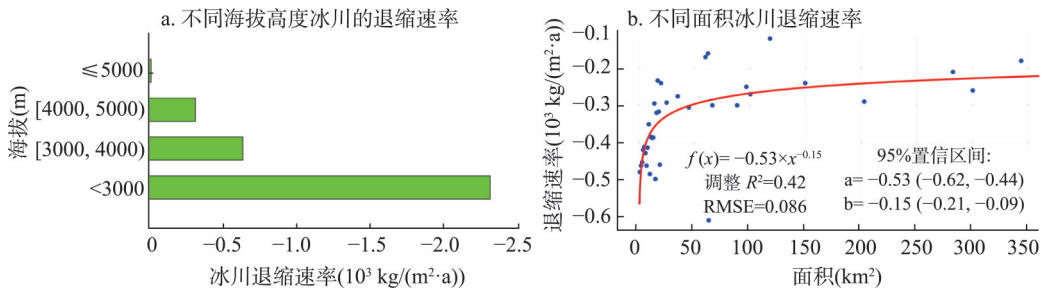 a. 不同海拔高度冰川的退缩速率
海拔(m)
≦5000
[4000, 5000)
[3000, 4000)
<3000
0
−0.5
−1.0
−1.5
−2.0
−2.5
冰川退缩速率(10³ kg/(m²·a))
b. 不同面积冰川退缩速率
退缩速率(10³ kg/(m²·a))
−0.1
−0.2
−0.3
−0.4
−0.5
−0.6
f(x)= −0.53×x⁻⁰·¹⁵
调整 R²=0.42
RMSE=0.086
95%置信区间:
a= −0.53 (−0.62, −0.44)
b= −0.15 (−0.21, −0.09)
0
50
100
150
200
250
300
350
面积(km²)